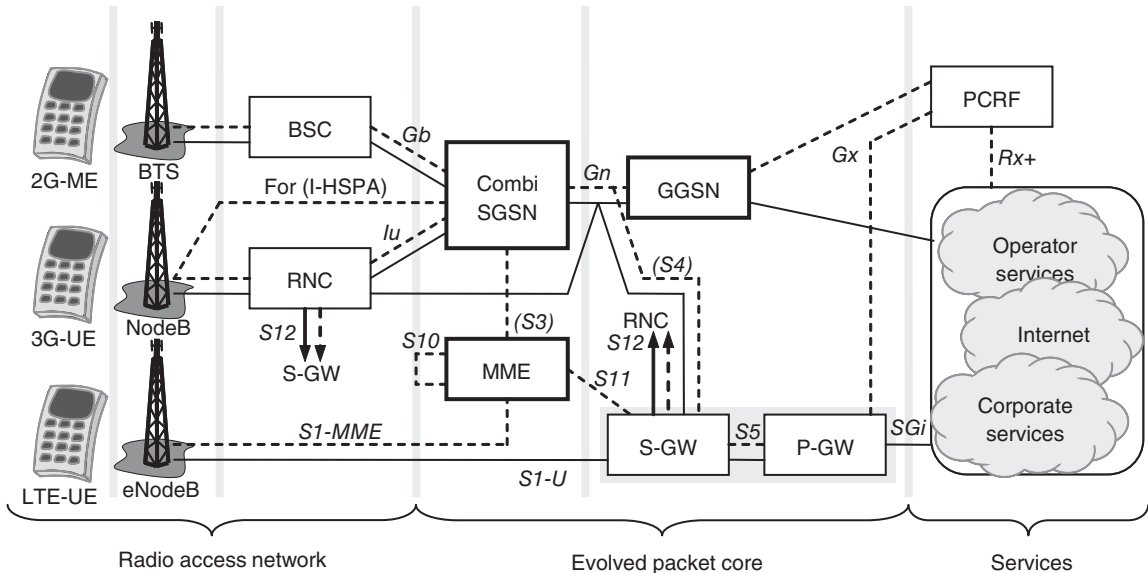 PCRF
BSC
Gb
2G-ME
BTS
Gx
Rx+
For (I-HSPA)
Combi
SGSN
Gn
GGSN
Iu
Operator
services
RNC
(S4)
NodeB
3G-UE
S12
(S3)
RNC
S12
Internet
S10
S-GW
MME
S11
Corporate
services
S1-MME
S-GW
S5
P-GW
SGi
S1-U
eNodeB
LTE-UE
Radio access network
Evolved packet core
Services